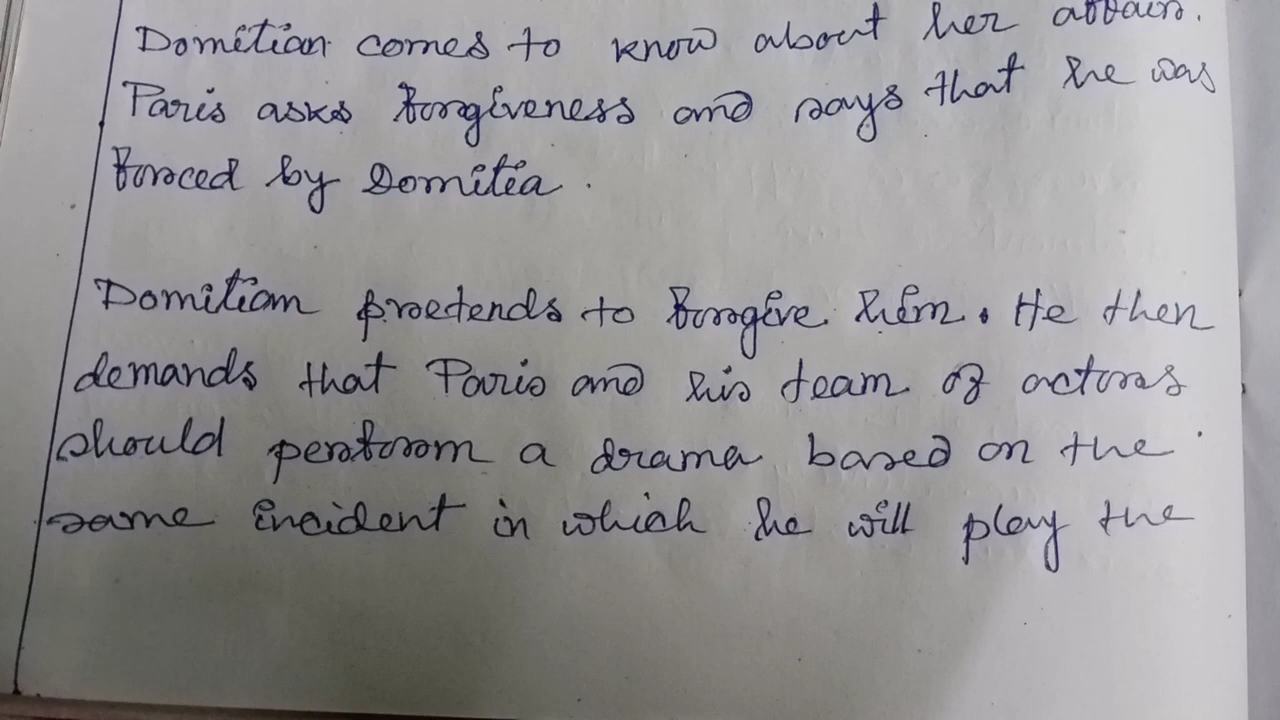 Domitian comes to know about her affair.
Paris asks forgiveness and says that he was
forced by Domitia.
Domitian pretends to forgive him. He then
demands that Paris and his team of actors
should perform a drama based on the
same incident in which he will play the